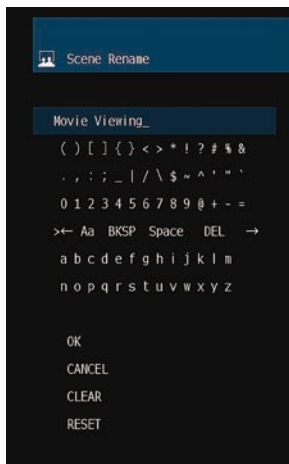 Scene Rename
Movie Viewing_
( ) [ ] { } < > * ! ? # % &
. , : ; _ | / \ $ ~ ^ ' " `
0 1 2 3 4 5 6 7 8 9 @ + - =
>← Aa BKSP Space DEL →
a b c d e f g h i j k l m
n o p q r s t u v w x y z
OK
CANCEL
CLEAR
RESET